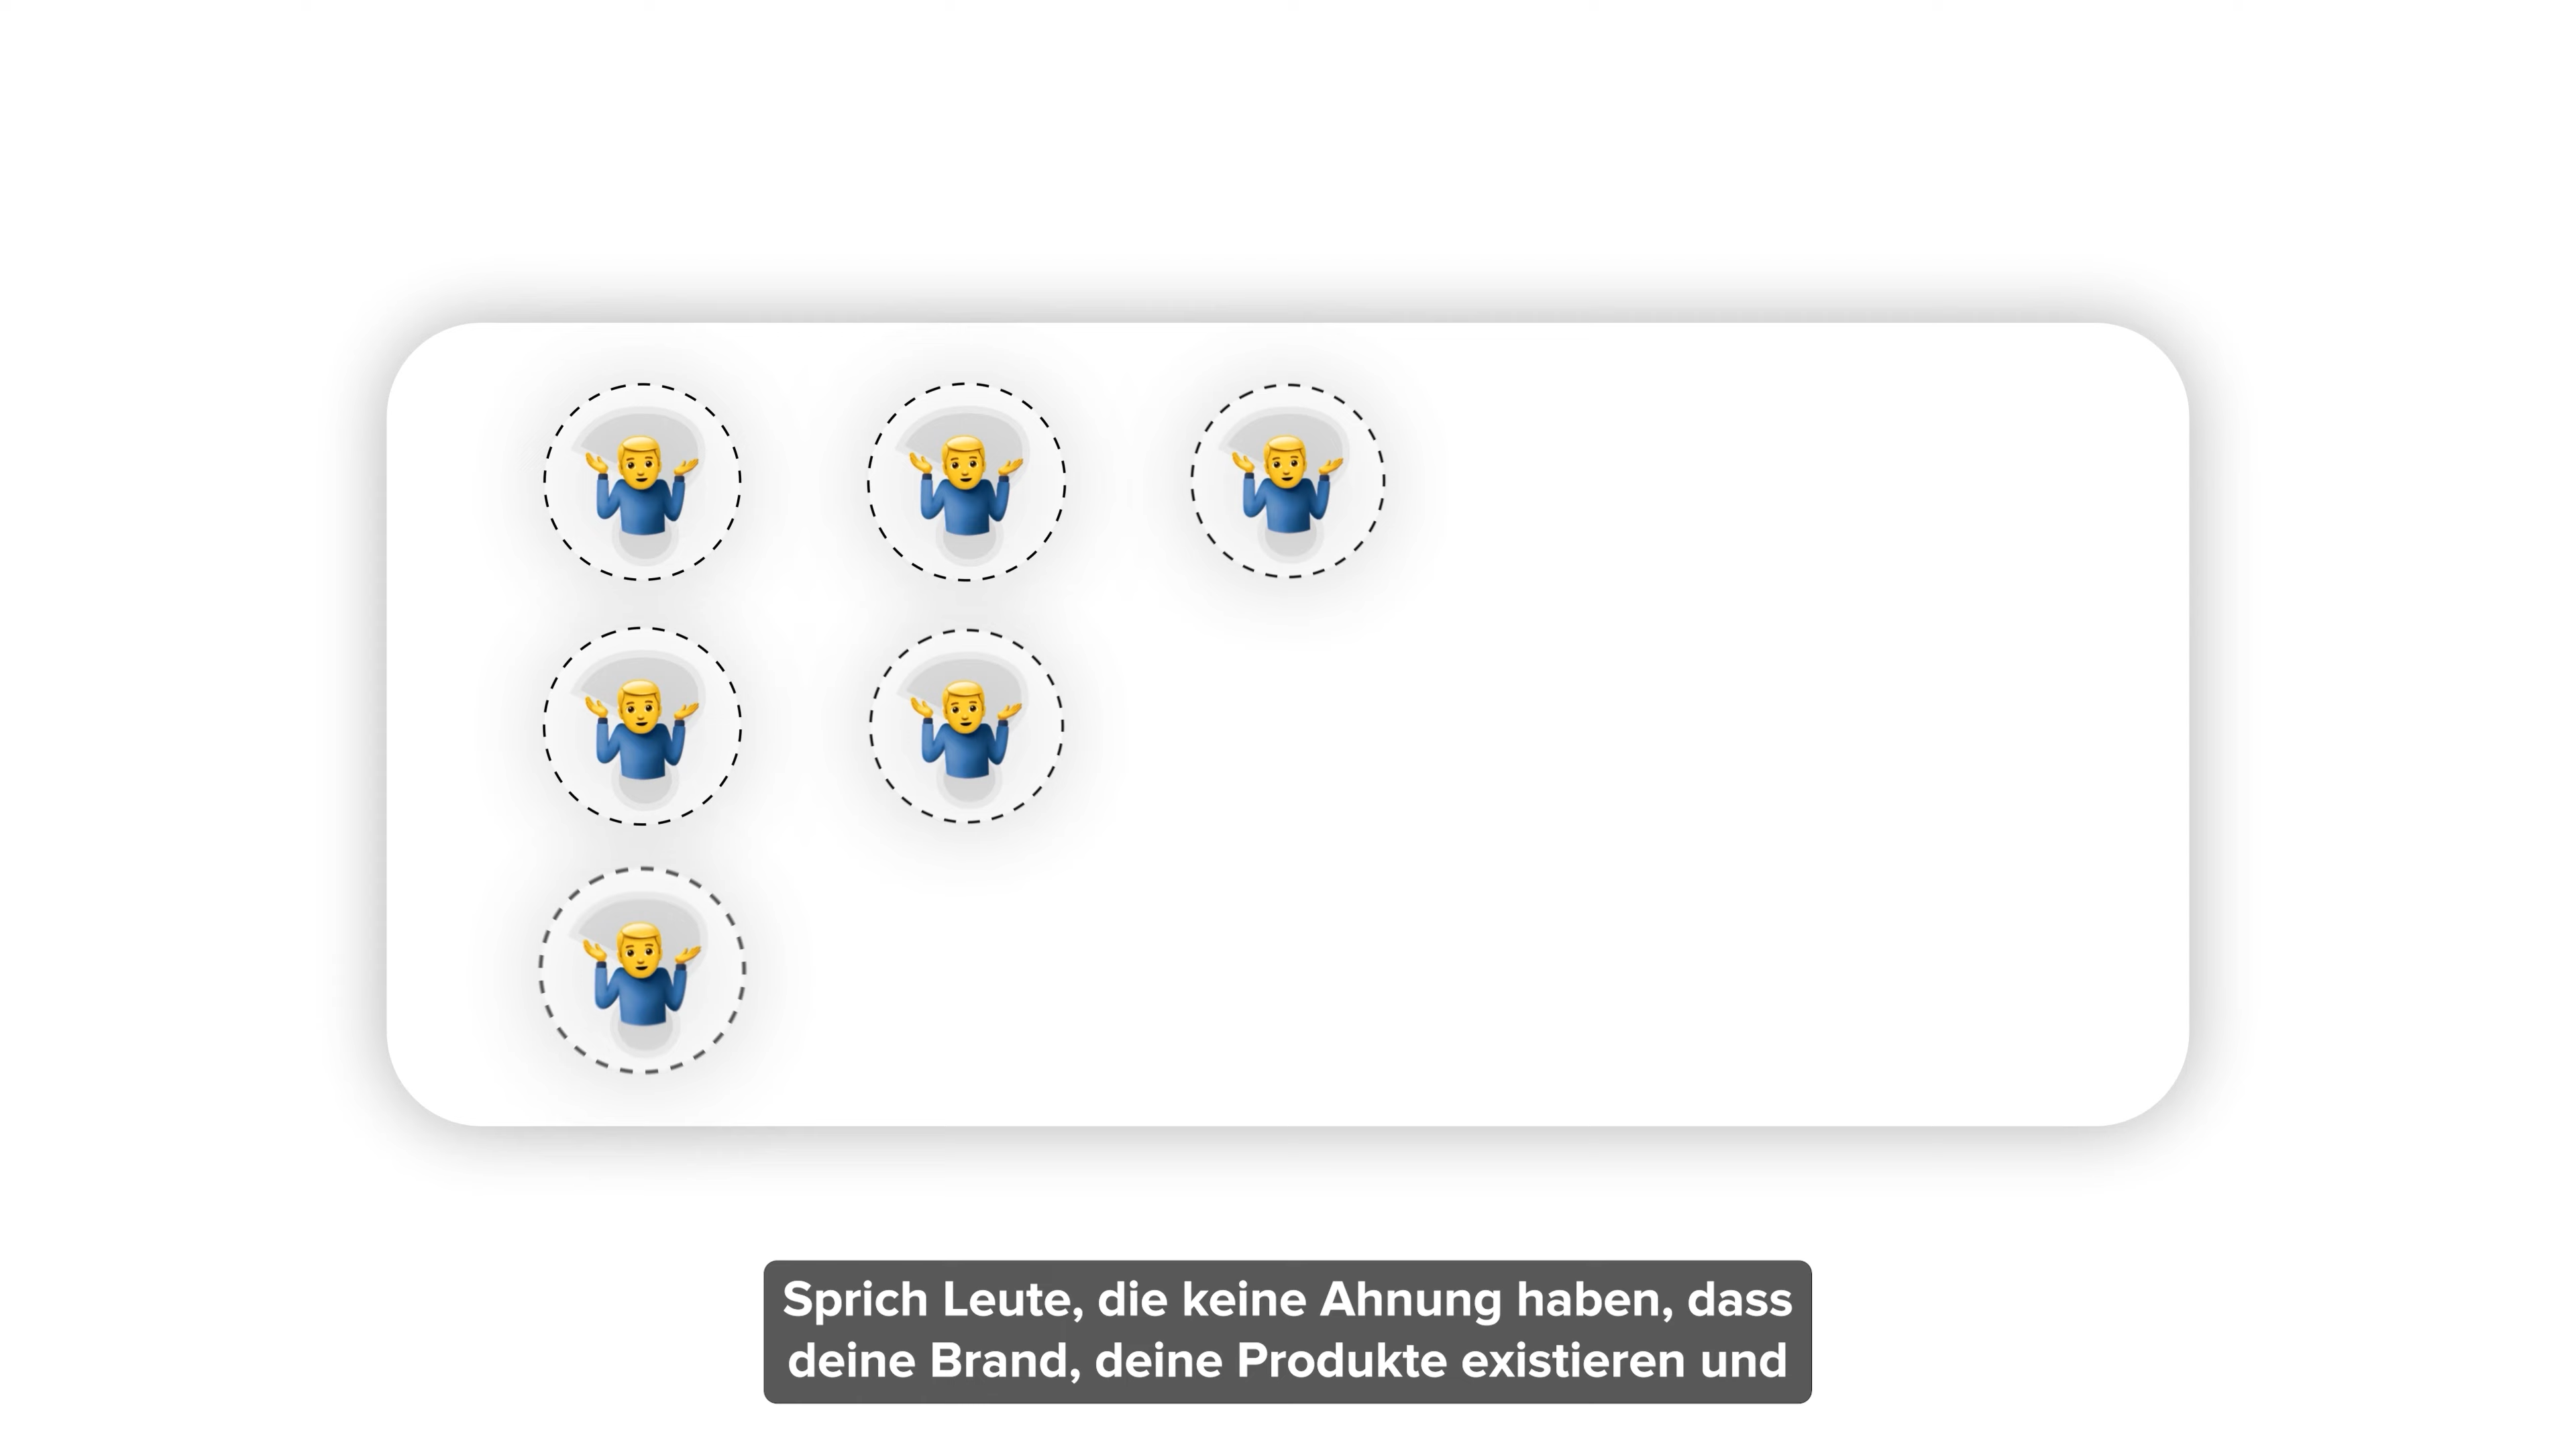 Sprich Leute, die keine Ahnung haben, dass
deine Brand, deine Produkte existieren und